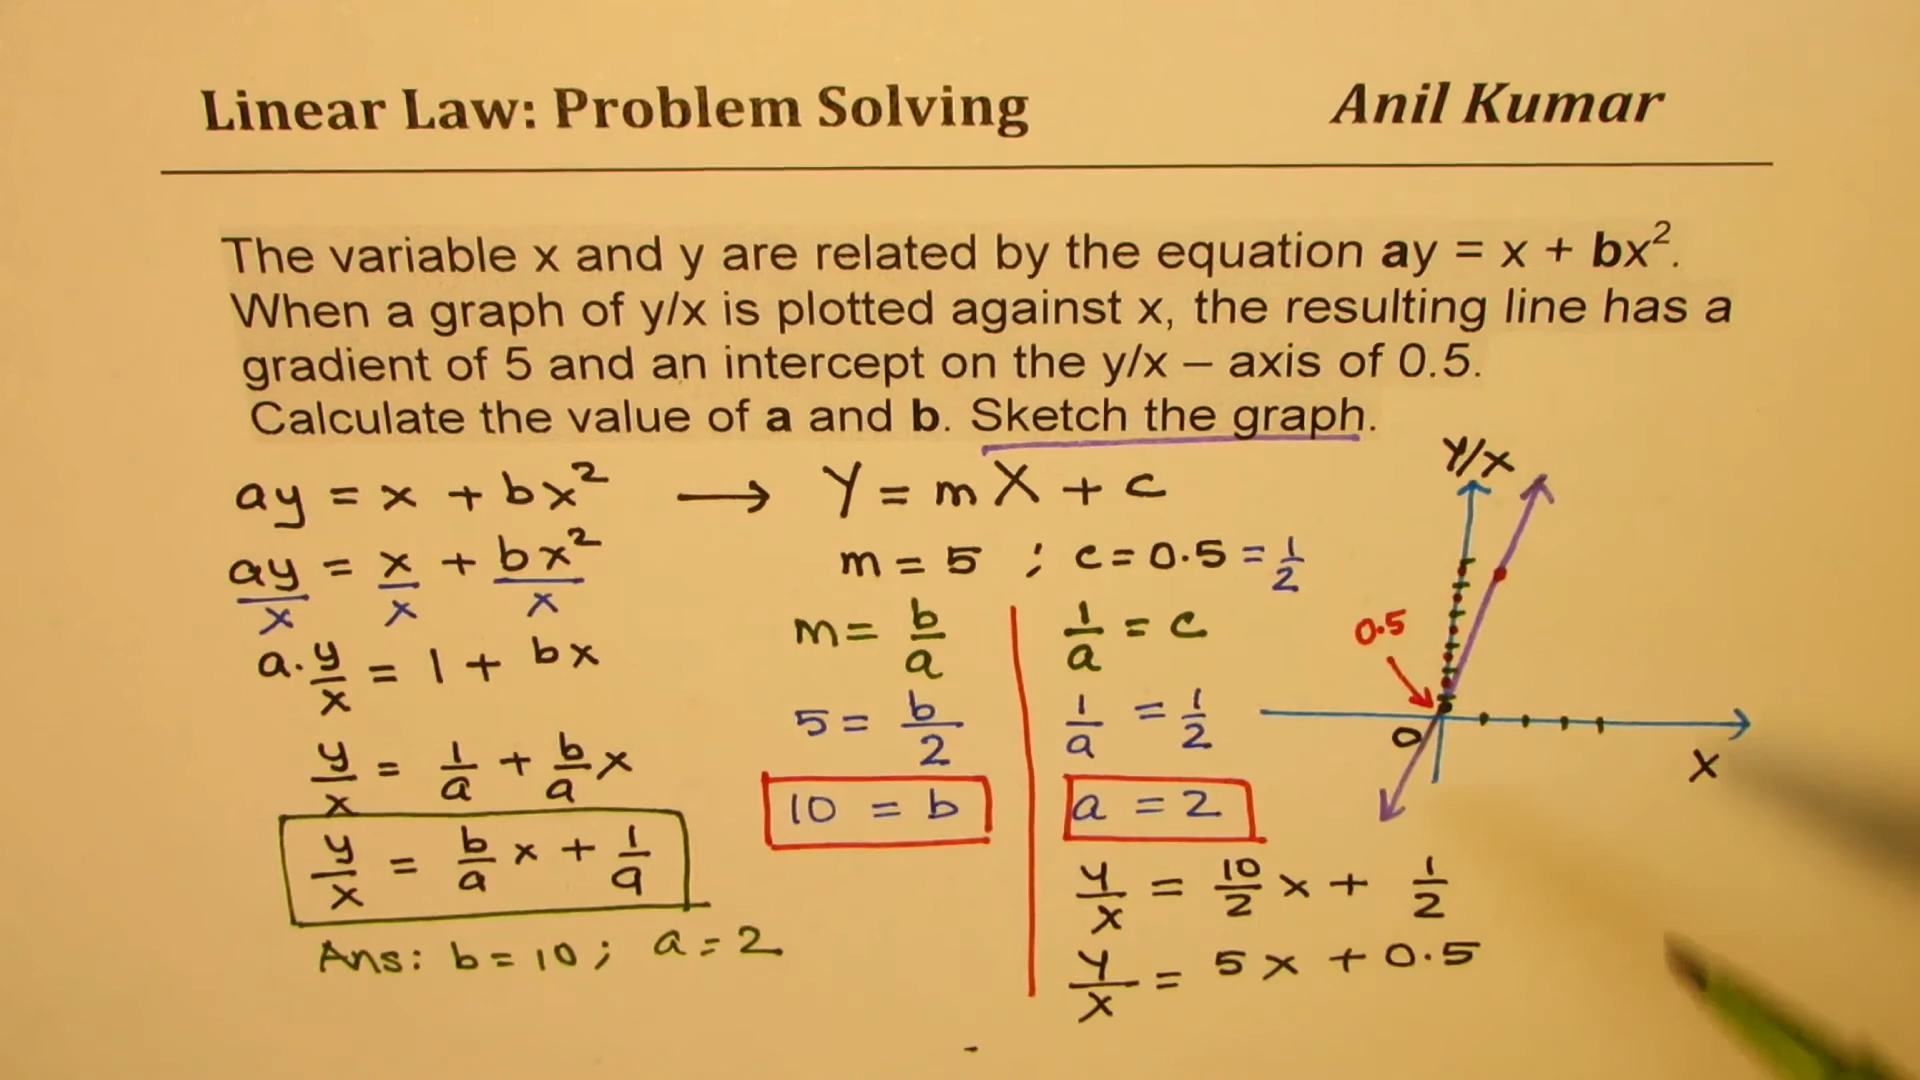 Linear Law: Problem Solving Anil Kumar
The variable x and y are related by the equation ay = x + bx².
When a graph of y/x is plotted against x, the resulting line has a
gradient of 5 and an intercept on the y/x – axis of 0.5.
Calculate the value of a and b. Sketch the graph.
ay = x + bx² → Y = mX + c
ay/x = x/x + bx²/x
m = 5 ; c = 0.5 = 1/2
a. y/x = 1 + bx
m = b/a
1/a = c
y/x = 1/a + b/a x
5 = b/2
1/a = 1/2
y/x = b/a x + 1/a
10 = b
a = 2
Ans: b = 10 ; a = 2
y/x = 10/2 x + 1/2
y/x = 5x + 0.5
Y/X
0.5
O
X